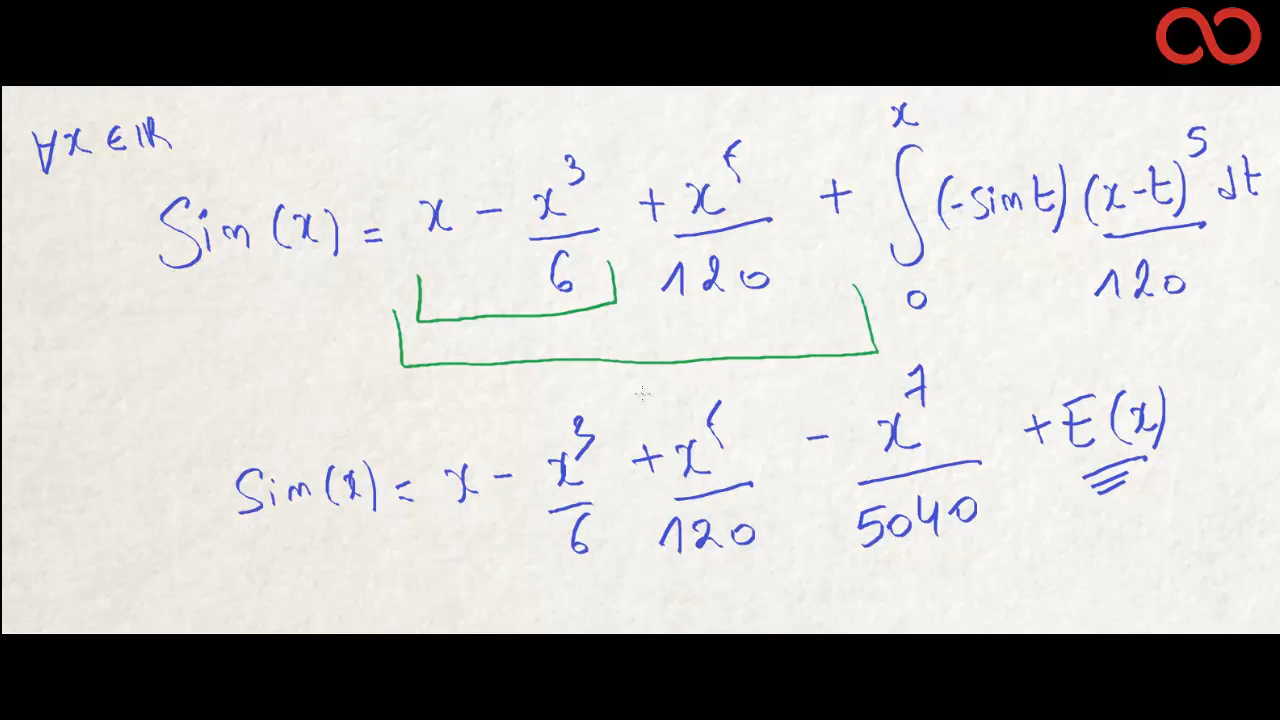 ∀x ∈ ℝ
Sin(x) = x - x³/6 + x⁵/120 + ∫₀ˣ (-sin t) (x-t)⁵/120 dt
Sin(x) = x - x³/6 + x⁵/120 - x⁷/5040 + E(x)